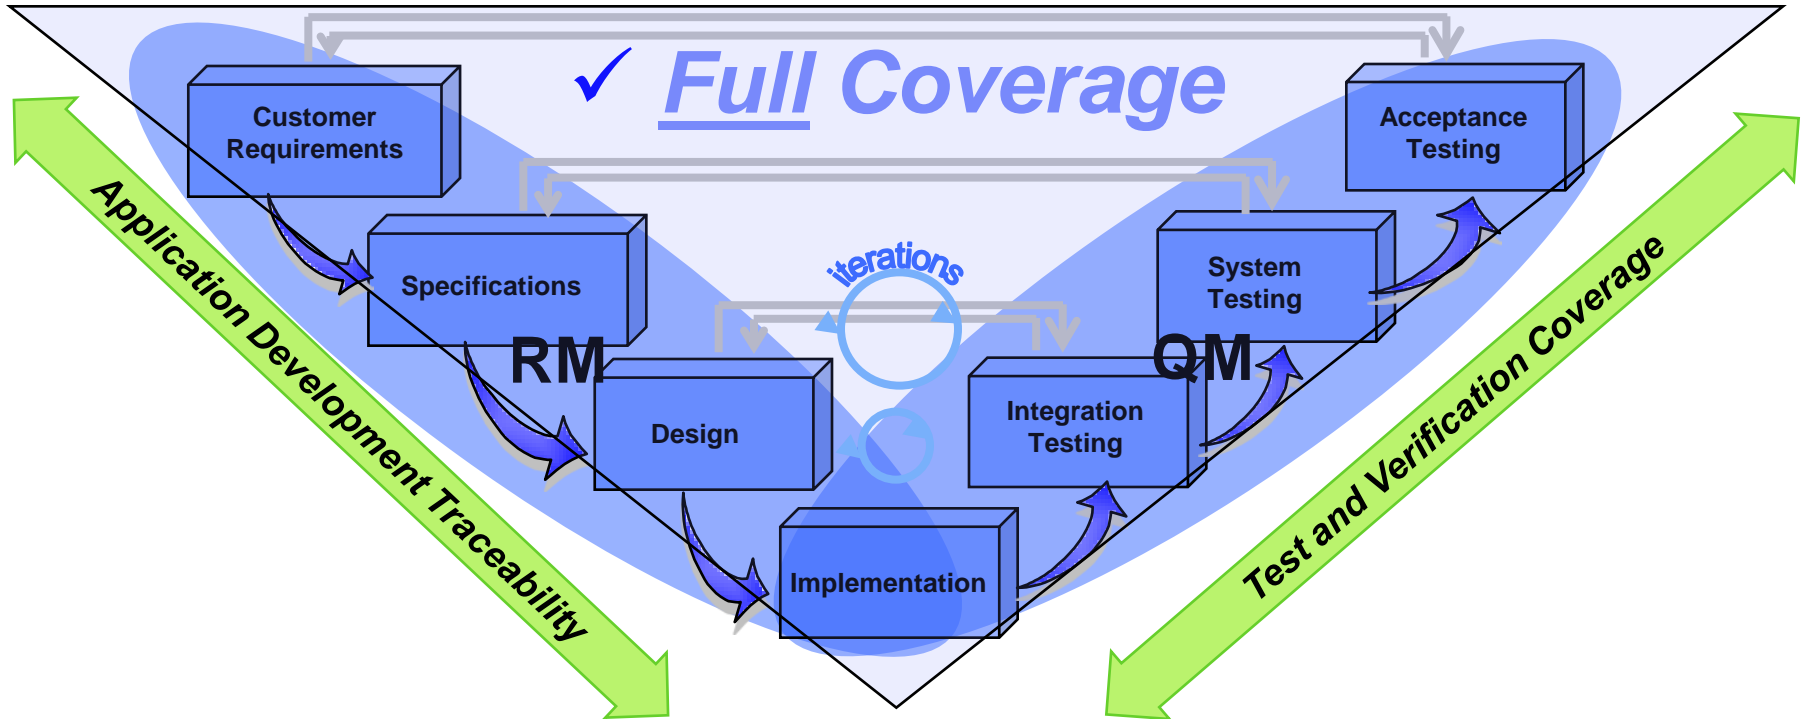 ✓ Full Coverage
Customer
Requirements
Acceptance
Testing
Specifications
System
Testing
iterations
RM
QM
Design
Integration
Testing
Implementation
Application Development Traceability
Test and Verification Coverage